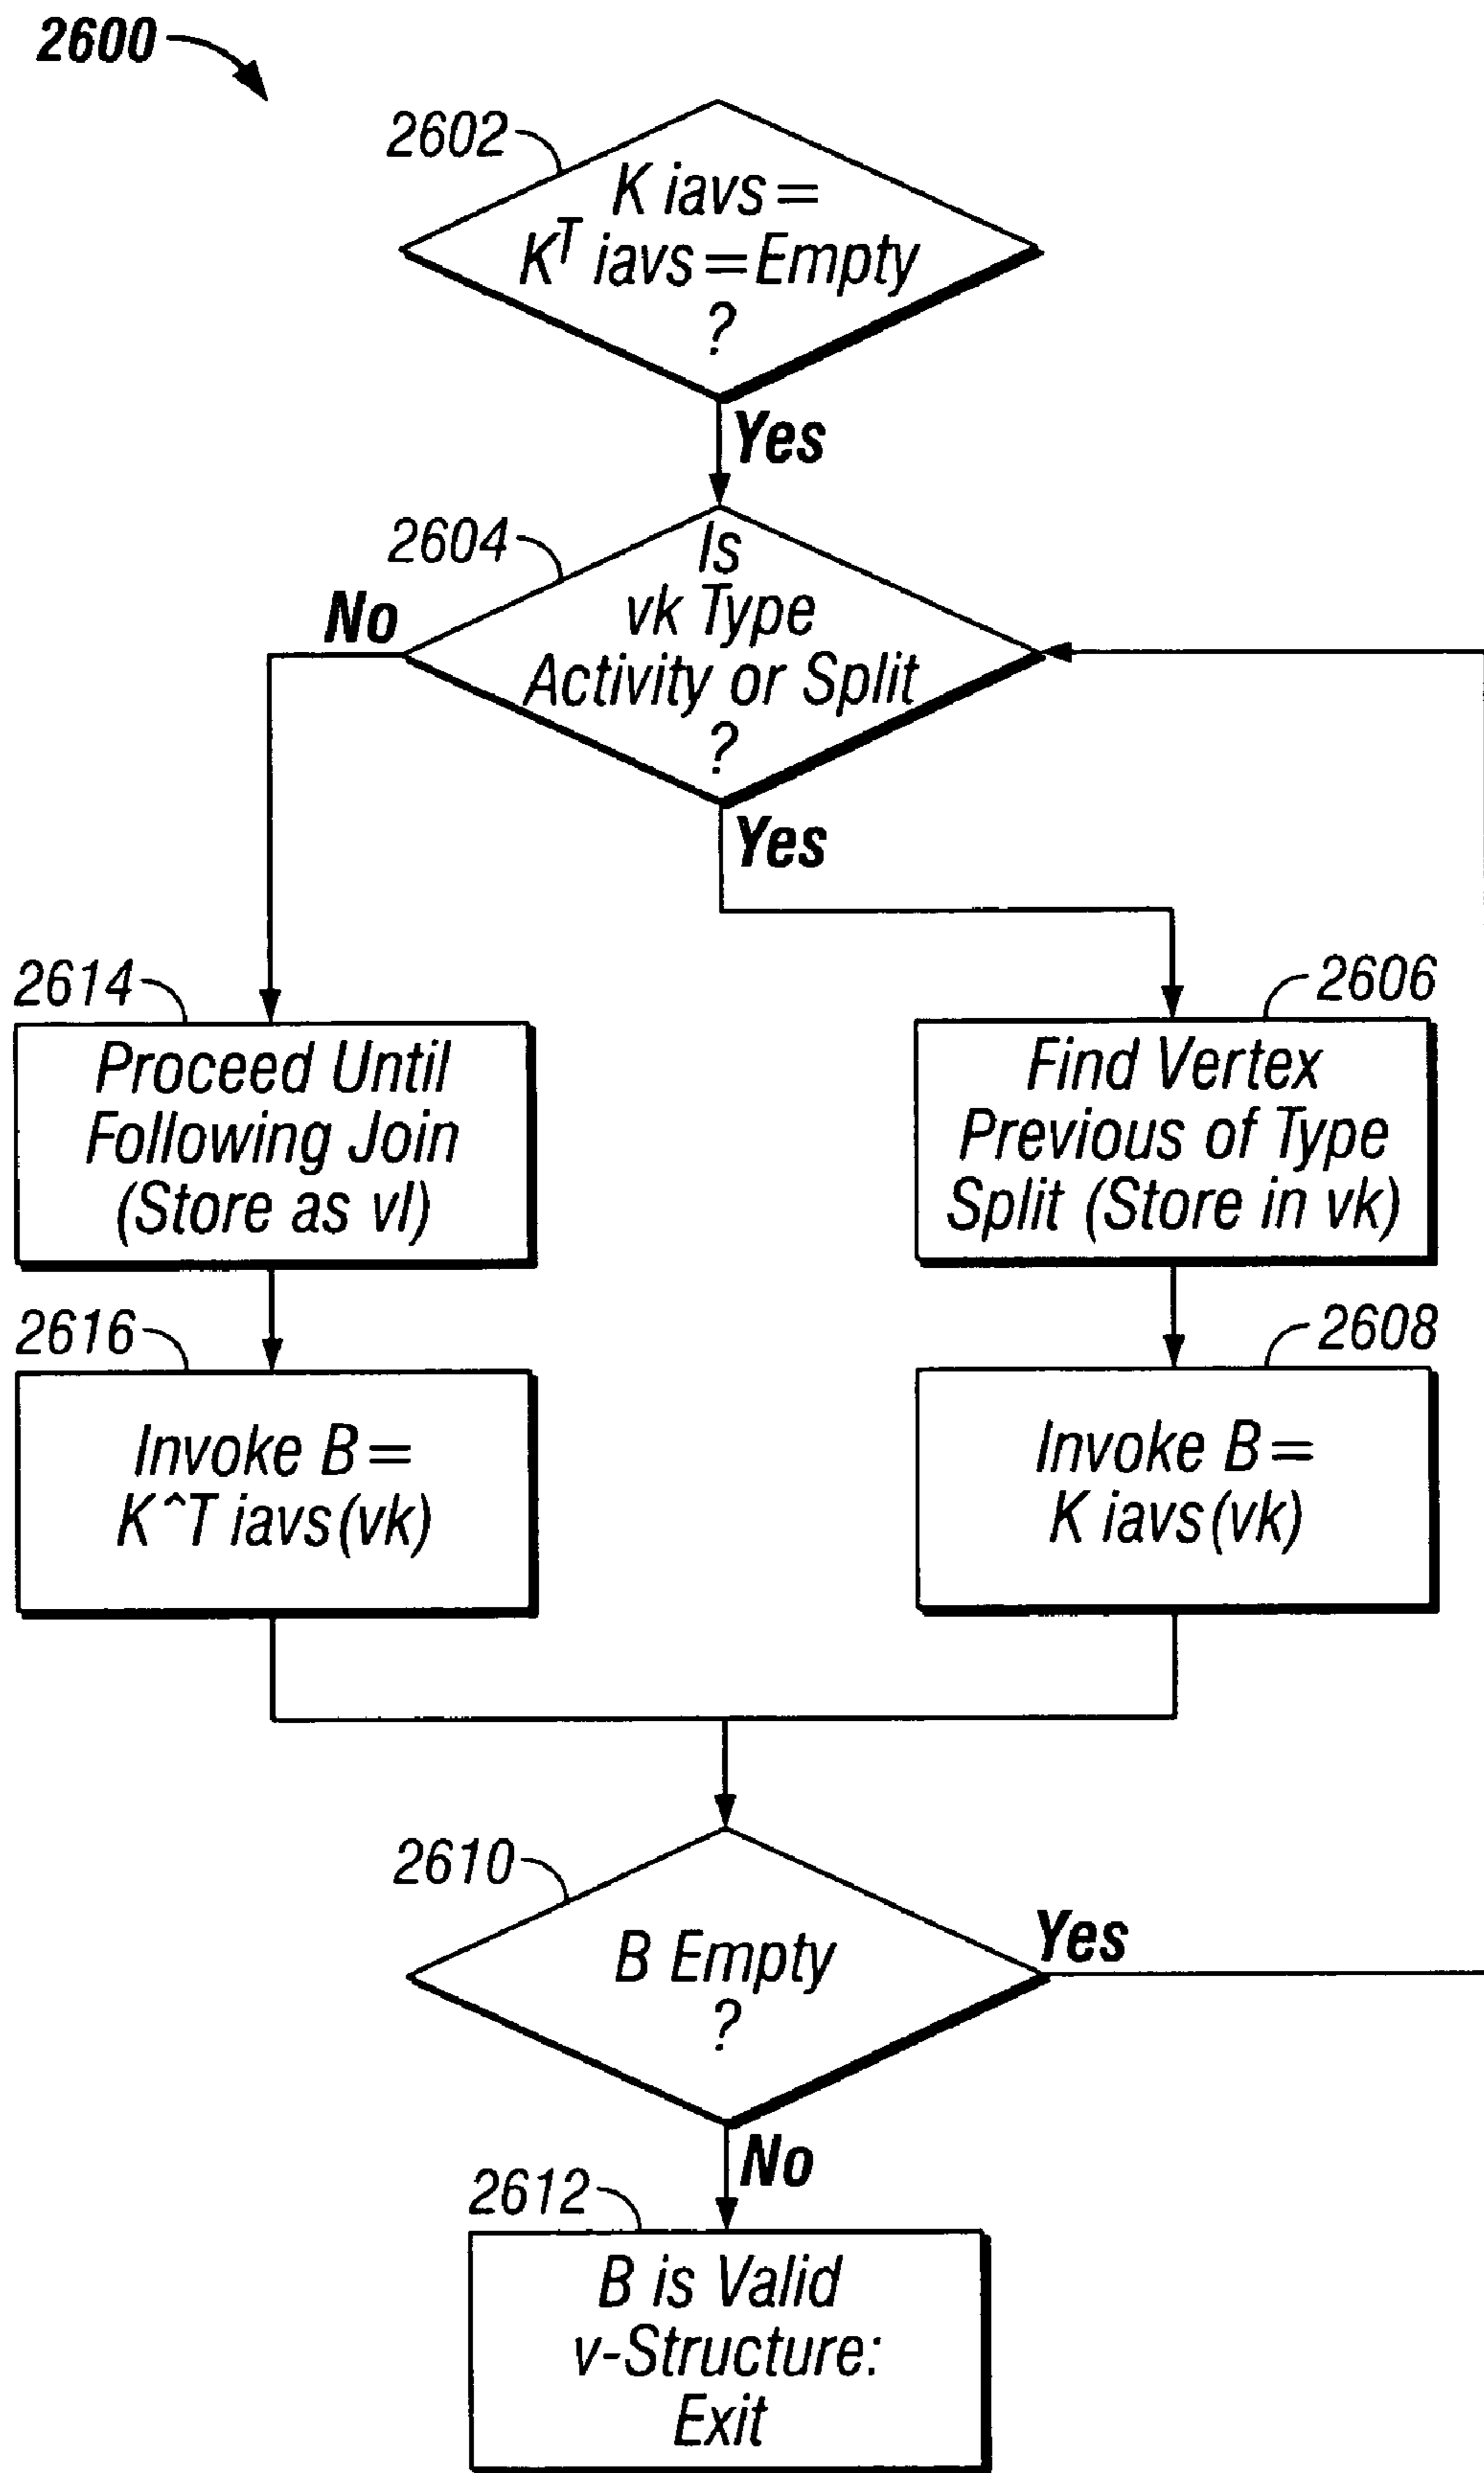 2600
2602
K iavs =
K^T iavs = Empty
?
Yes
2604
Is
vk Type
Activity or Split
?
No
Yes
2614
Proceed Until
Following Join
(Store as vl)
2606
Find Vertex
Previous of Type
Split (Store in vk)
2616
Invoke B =
K^T iavs (vk)
2608
Invoke B =
K iavs (vk)
2610
B Empty
?
Yes
No
2612
B is Valid
v-Structure:
Exit